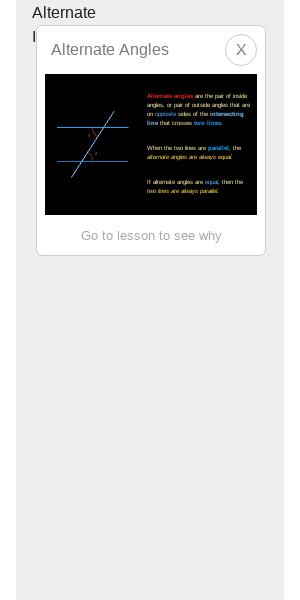 Alternate
Alternate Angles
X
Alternate angles are the pair of inside
angles, or pair of outside angles that are
on opposite sides of the intersecting
line that crosses two lines.
When the two lines are parallel, the
alternate angles are always equal.
If alternate angles are equal, then the
two lines are always parallel.
Go to lesson to see why